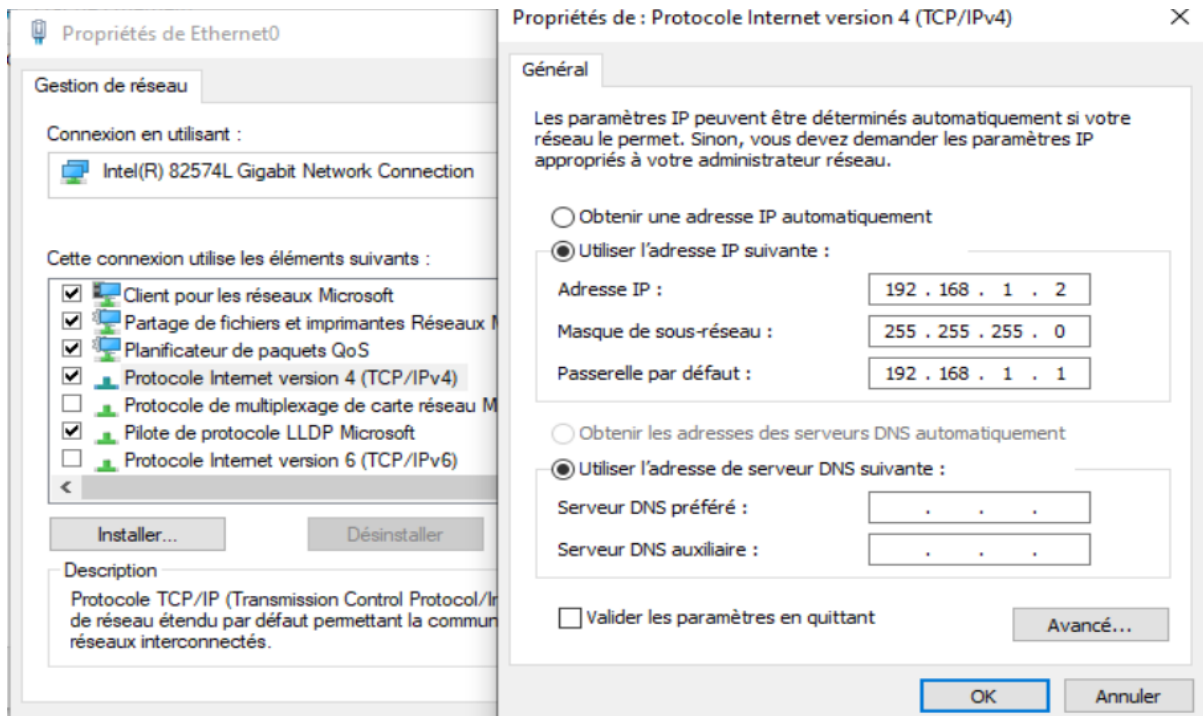 Propriétés de Ethernet0
Gestion de réseau
Connexion en utilisant :
Intel(R) 82574L Gigabit Network Connection
Cette connexion utilise les éléments suivants :
Client pour les réseaux Microsoft
Partage de fichiers et imprimantes Réseaux
Planificateur de paquets QoS
Protocole Internet version 4 (TCP/IPv4)
Protocole de multiplexage de carte réseau
Pilote de protocole LLDP Microsoft
Protocole Internet version 6 (TCP/IPv6)
Installer...
Désinstaller
Description
Protocole TCP/IP (Transmission Control
de réseau étendu par défaut permettant la
réseaux interconnectés.
Propriétés de : Protocole Internet version 4 (TCP/IPv4)
Général
Les paramètres IP peuvent être déterminés automatiquement si votre
réseau le permet. Sinon, vous devez demander les paramètres IP
appropriés à votre administrateur réseau.
Obtenir une adresse IP automatiquement
Utiliser l'adresse IP suivante :
Adresse IP : 192 . 168 . 1 . 2
Masque de sous-réseau : 255 . 255 . 255 . 0
Passerelle par défaut : 192 . 168 . 1 . 1
Obtenir les adresses des serveurs DNS automatiquement
Utiliser l'adresse de serveur DNS suivante :
Serveur DNS préféré : . . .
Serveur DNS auxiliaire : . . .
Valider les paramètres en quittant
Avancé...
OK
Annuler